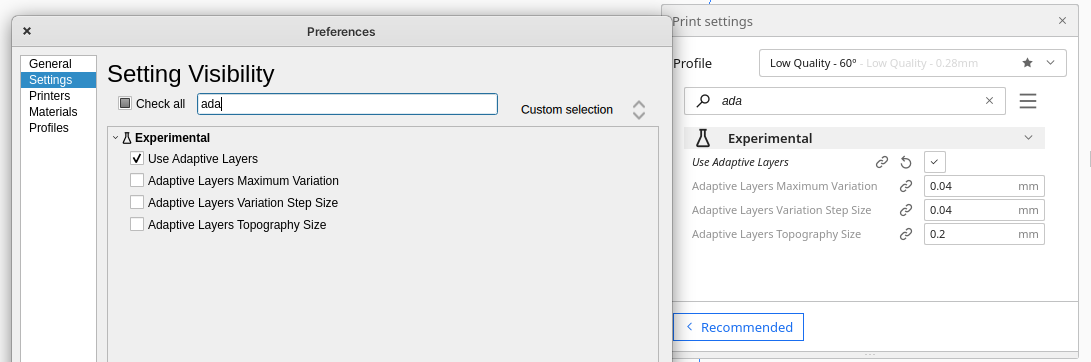 Preferences
General
Settings
Printers
Materials
Profiles
Setting Visibility
Check all
ada
Custom selection
Experimental
Use Adaptive Layers
Adaptive Layers Maximum Variation
Adaptive Layers Variation Step Size
Adaptive Layers Topography Size
Print settings
Profile
Low Quality - 60° - Low Quality - 0.28mm
ada
Experimental
Use Adaptive Layers
Adaptive Layers Maximum Variation 0.04 mm
Adaptive Layers Variation Step Size 0.04 mm
Adaptive Layers Topography Size 0.2 mm
Recommended